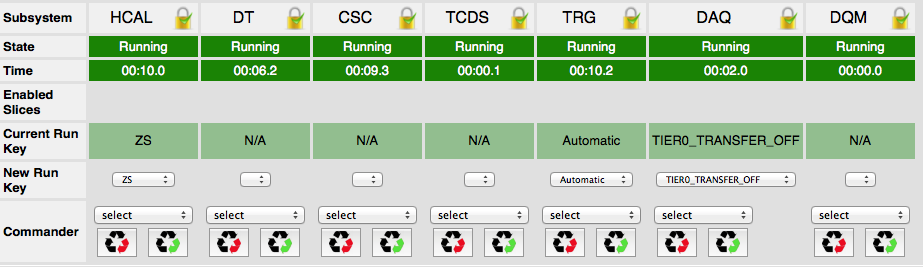 Subsystem HCAL DT CSC TCDS TRG DAQ DQM
State Running Running Running Running Running Running Running
Time 00:10.0 00:06.2 00:09.3 00:00.1 00:10.2 00:02.0 00:00.0
Enabled
Slices
Current Run
Key ZS N/A N/A N/A Automatic TIER0_TRANSFER_OFF N/A
New Run
Key ZS Automatic TIER0_TRANSFER_OFF
Commander select select select select select select select